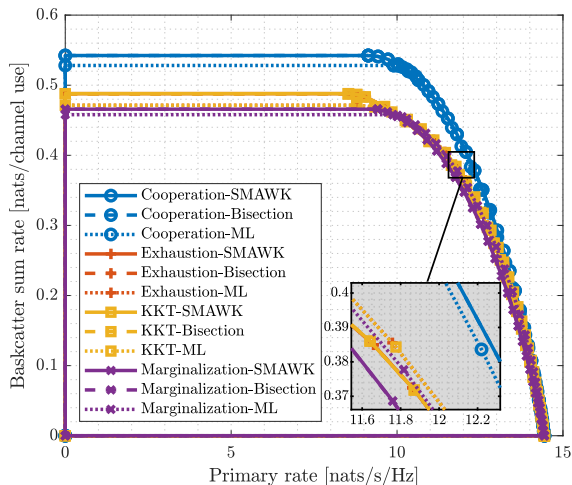 0.6
0.5
0.4
0.3
0.2
0.1
0
Baskcatter sum rate [nats/channel use]
Cooperation-SMAWK
Cooperation-Bisection
Cooperation-ML
Exhaustion-SMAWK
Exhaustion-Bisection
Exhaustion-ML
KKT-SMAWK
KKT-Bisection
KKT-ML
Marginalization-SMAWK
Marginalization-Bisection
Marginalization-ML
0.4
0.39
0.38
0.37
11.6 11.8 12 12.2
0 5 10 15
Primary rate [nats/s/Hz]